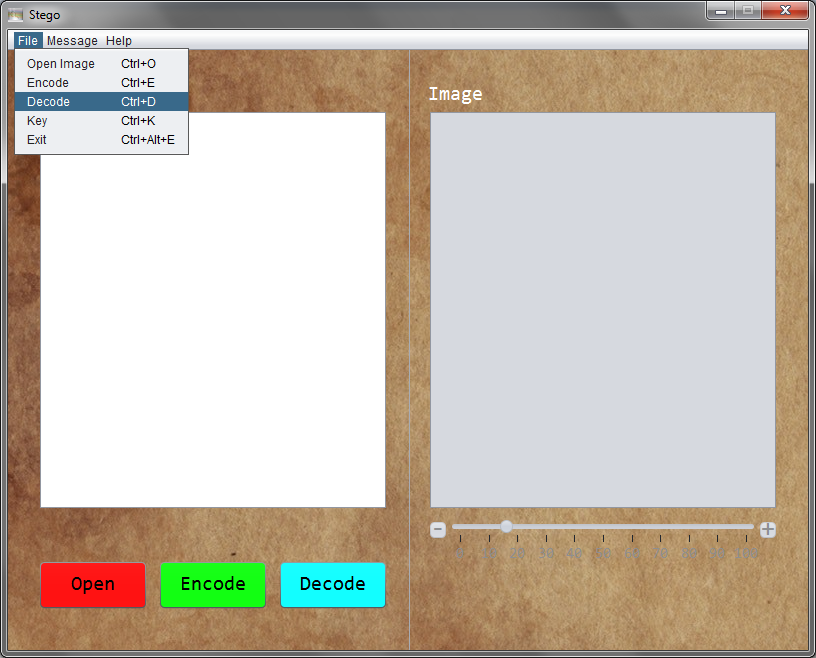 Stego
File Message Help
Open Image Ctrl+O
Encode Ctrl+E
Decode Ctrl+D
Key Ctrl+K
Exit Ctrl+Alt+E
Image
0 10 20 30 40 50 60 70 80 90 100
Open Encode Decode